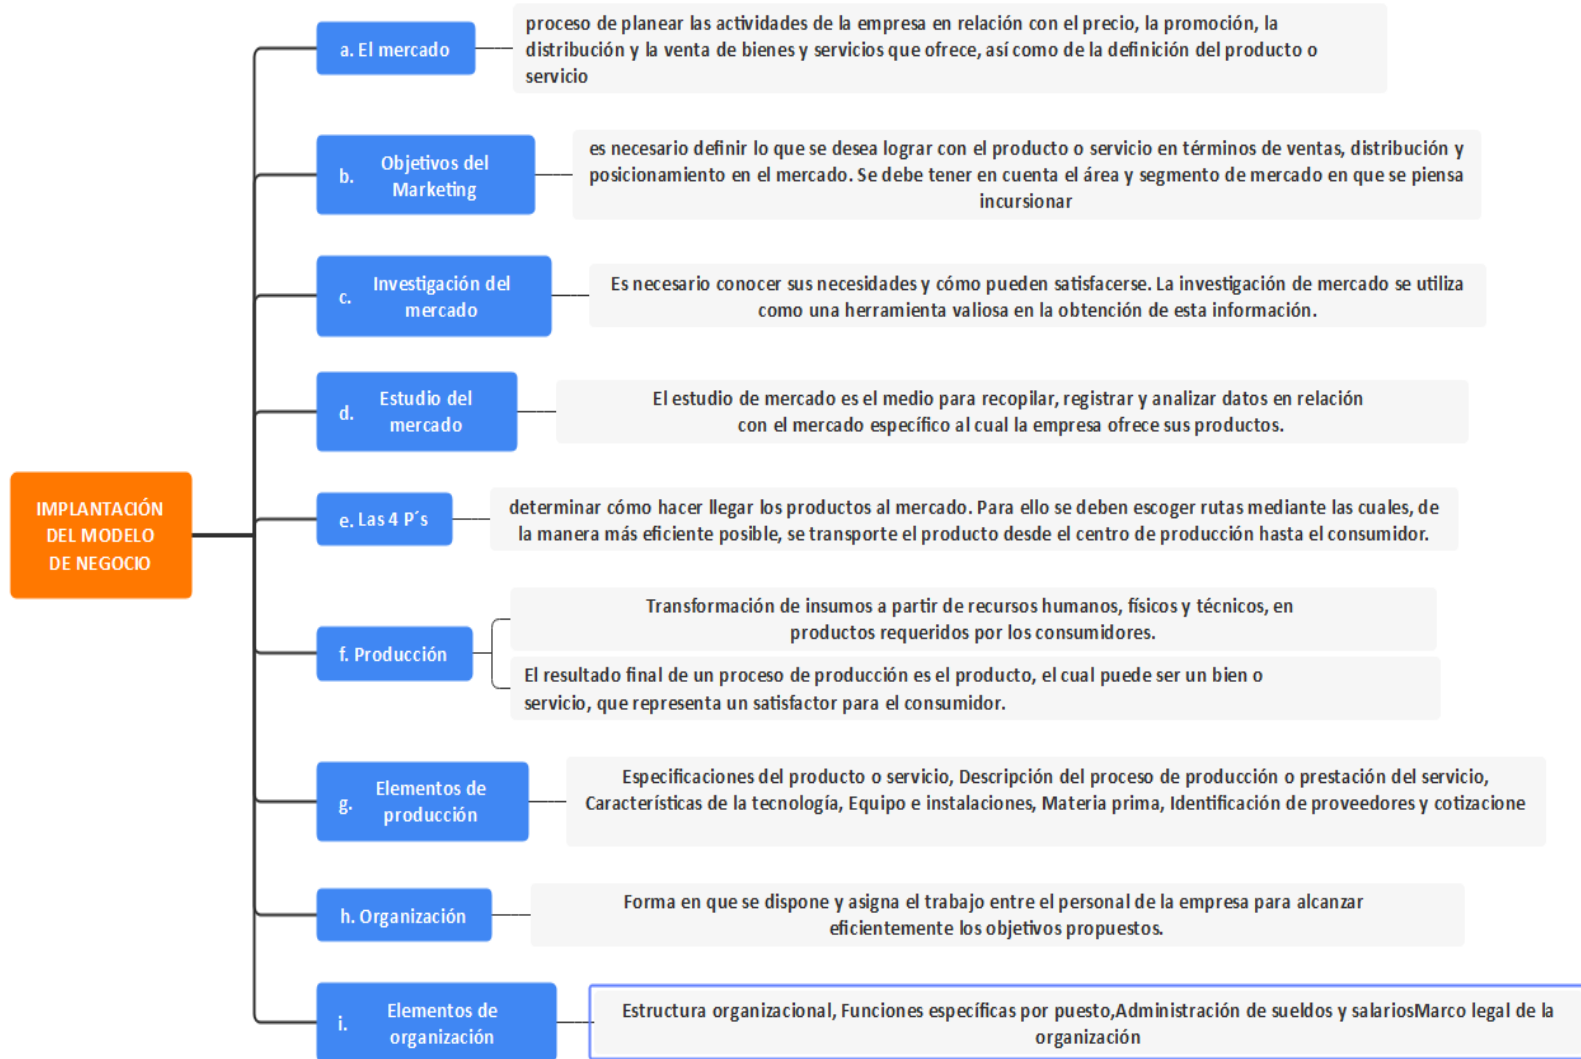 IMPLANTACIÓN
DEL MODELO
DE NEGOCIO
a. El mercado
proceso de planear las actividades de la empresa en relación con el precio, la promoción, la
distribución y la venta de bienes y servicios que ofrece, así como de la definición del producto o
servicio
b. Objetivos del
Marketing
es necesario definir lo que se desea lograr con el producto o servicio en términos de ventas, distribución y
posicionamiento en el mercado. Se debe tener en cuenta el área y segmento de mercado en que se piensa
incursionar
c. Investigación del
mercado
Es necesario conocer sus necesidades y cómo pueden satisfacerse. La investigación de mercado se utiliza
como una herramienta valiosa en la obtención de esta información.
d. Estudio del
mercado
El estudio de mercado es el medio para recopilar, registrar y analizar datos en relación
con el mercado específico al cual la empresa ofrece sus productos.
e. Las 4 P´s
determinar cómo hacer llegar los productos al mercado. Para ello se deben escoger rutas mediante las cuales, de
la manera más eficiente posible, se transporte el producto desde el centro de producción hasta el consumidor.
f. Producción
Transformación de insumos a partir de recursos humanos, físicos y técnicos, en
productos requeridos por los consumidores.
El resultado final de un proceso de producción es el producto, el cual puede ser un bien o
servicio, que representa un satisfactor para el consumidor.
g. Elementos de
producción
Especificaciones del producto o servicio, Descripción del proceso de producción o prestación del servicio,
Características de la tecnología, Equipo e instalaciones, Materia prima, Identificación de proveedores y cotizacione
h. Organización
Forma en que se dispone y asigna el trabajo entre el personal de la empresa para alcanzar
eficientemente los objetivos propuestos.
i. Elementos de
organización
Estructura organizacional, Funciones específicas por puesto,Administración de sueldos y salariosMarco legal de la
organización